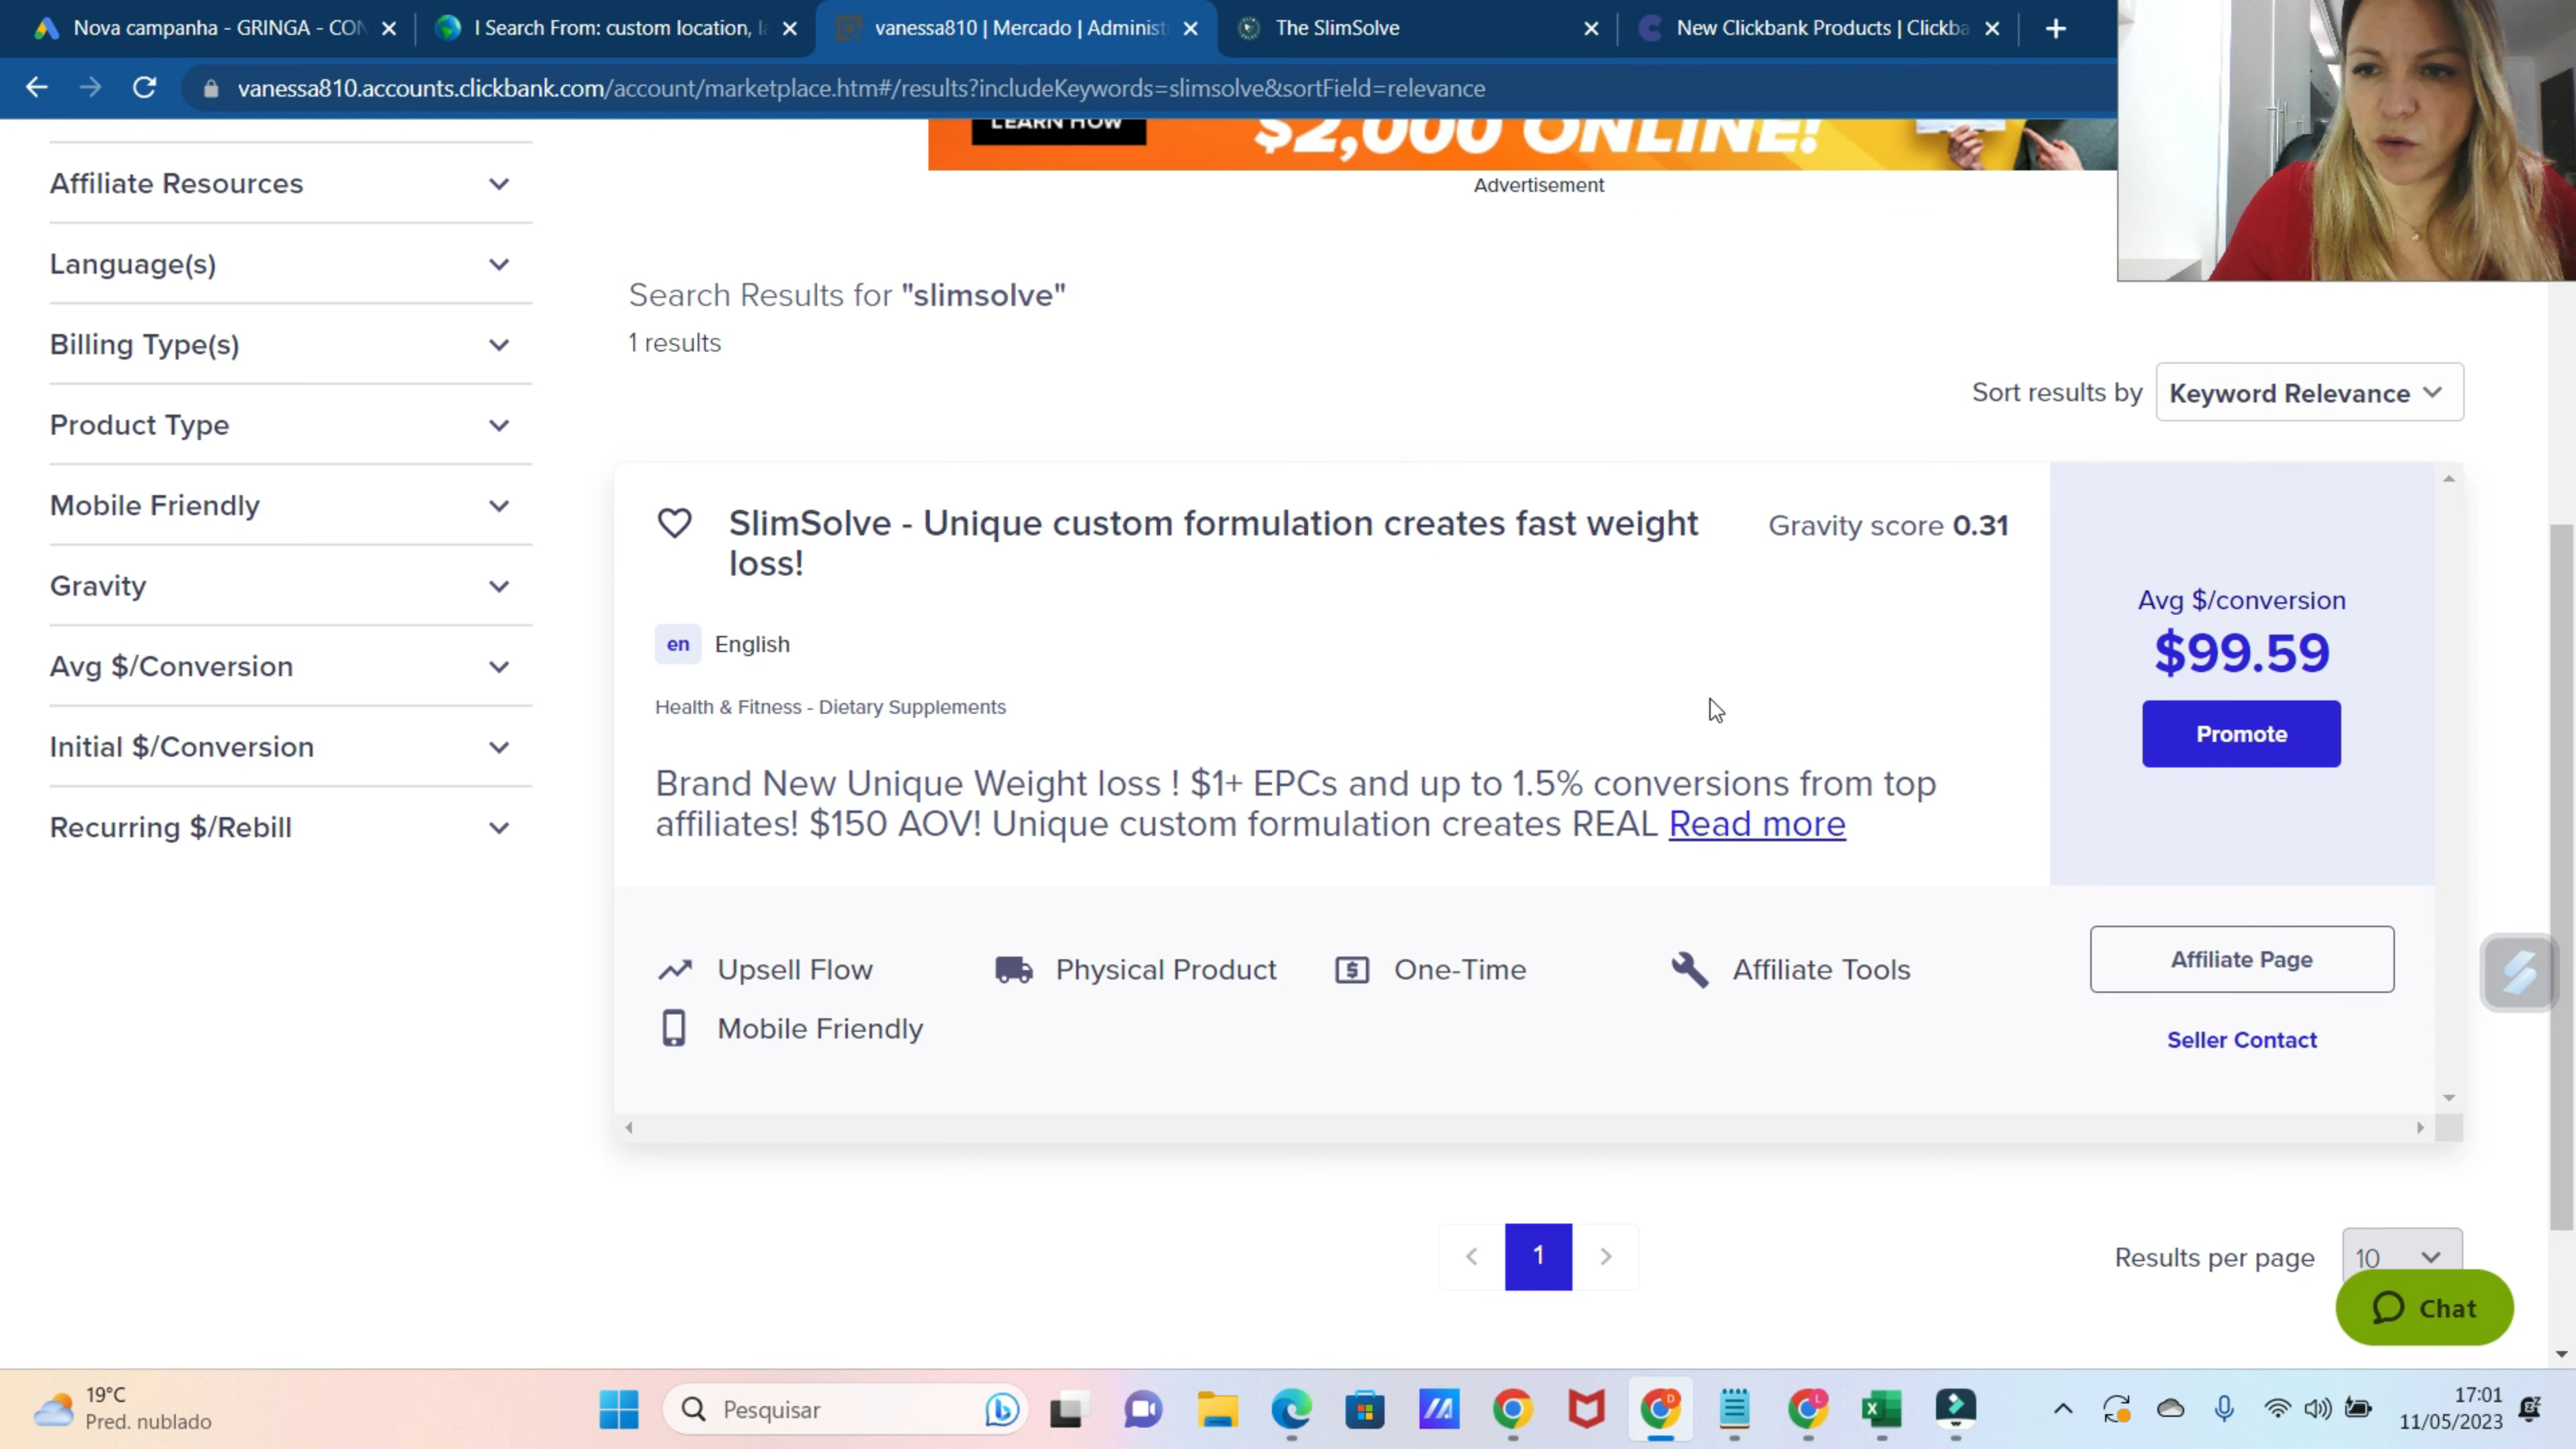 Nova campanha - GRINGA - CON
I Search From: custom location, la
vanessa810 | Mercado | Administ
The SlimSolve
New Clickbank Products | Clickba
vanessa810.accounts.clickbank.com/account/marketplace.htm#/results?includeKeywords=slimsolve&sortField=relevance
LEARN HOW
$2,000 ONLINE!
Advertisement
Affiliate Resources
Language(s)
Billing Type(s)
Product Type
Mobile Friendly
Gravity
Avg $/Conversion
Initial $/Conversion
Recurring $/Rebill
Search Results for "slimsolve"
1 results
Sort results by
Keyword Relevance
SlimSolve - Unique custom formulation creates fast weight
loss!
Gravity score 0.31
en English
Health & Fitness - Dietary Supplements
Brand New Unique Weight loss ! $1+ EPCs and up to 1.5% conversions from top
affiliates! $150 AOV! Unique custom formulation creates REAL Read more
Avg $/conversion
$99.59
Promote
Upsell Flow
Physical Product
One-Time
Affiliate Tools
Mobile Friendly
Affiliate Page
Seller Contact
1
Results per page
10
Chat
19°C
Pred. nublado
Pesquisar
17:01
11/05/2023